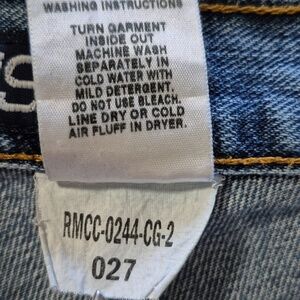 WASHING INSTRUCTIONS
TURN GARMENT
INSIDE OUT
MACHINE WASH
SEPARATELY IN
COLD WATER WITH
MILD DETERGENT.
DO NOT USE BLEACH.
LINE DRY OR COLD
AIR FLUFF IN DRYER.
RMCC-0244-CG-2
027